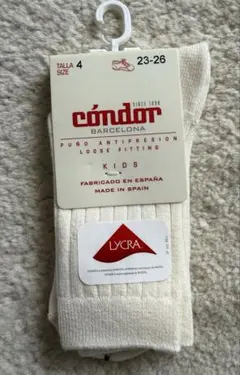 TALLA 4
SIZE
23-26
SINCE 1898
cóndor
BARCELONA
PUÑO ANTIPRESION
LOOSE FITTING
KIDS
FABRICADO EN ESPAÑA
MADE IN SPAIN
LYCRA